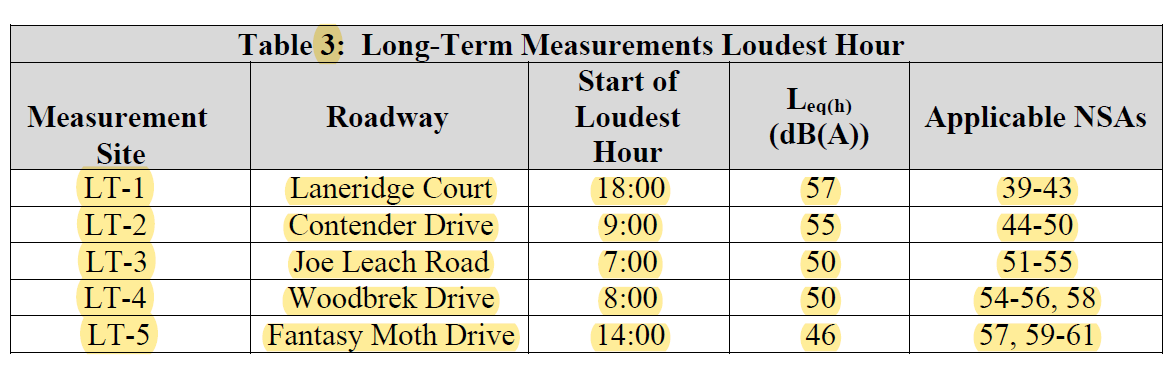 Table 3: Long-Term Measurements Loudest Hour
Measurement Site Roadway Start of Loudest Hour Leq(h) (dB(A)) Applicable NSAs
LT-1 Laneridge Court 18:00 57 39-43
LT-2 Contender Drive 9:00 55 44-50
LT-3 Joe Leach Road 7:00 50 51-55
LT-4 Woodbrek Drive 8:00 50 54-56, 58
LT-5 Fantasy Moth Drive 14:00 46 57, 59-61